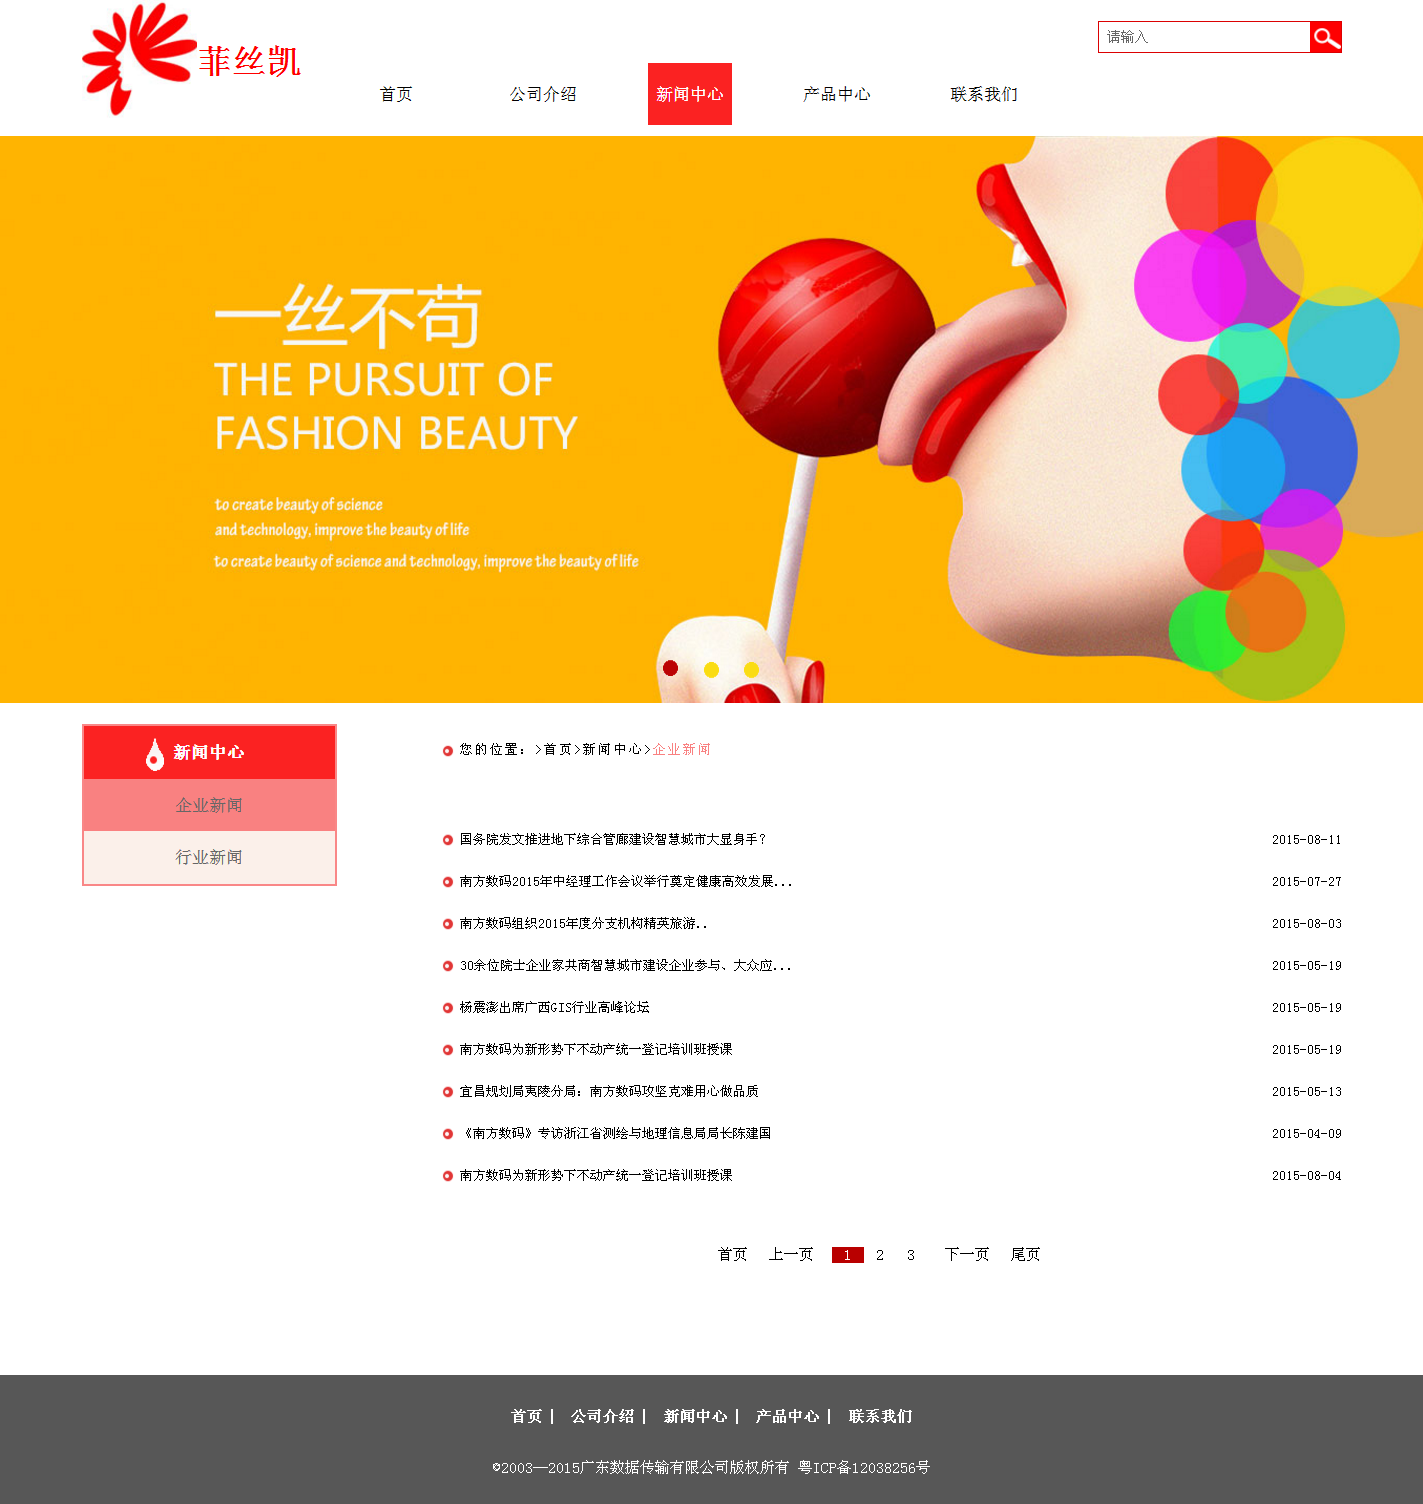 菲丝凯
请输入
首页 公司介绍 新闻中心 产品中心 联系我们
一丝不苟
THE PURSUIT OF
FASHION BEAUTY
to create beauty of science
and technology, improve the beauty of life
to create beauty of science and technology, improve the beauty of life
新闻中心
企业新闻
行业新闻
您的位置：>首页>新闻中心>企业新闻
国务院发文推进地下综合管廊建设智慧城市大显身手? 2015-08-11
南方数码2015年中经理工作会议举行奠定健康高效发展... 2015-07-27
南方数码组织2015年度分支机构精英旅游.. 2015-08-03
30余位院士企业家共商智慧城市建设企业参与、大众应... 2015-05-19
杨震澎出席广西GIS行业高峰论坛 2015-05-19
南方数码为新形势下不动产统一登记培训班授课 2015-05-19
宜昌规划局夷陵分局：南方数码攻坚克难用心做品质 2015-05-13
《南方数码》专访浙江省测绘与地理信息局局长陈建国 2015-04-09
南方数码为新形势下不动产统一登记培训班授课 2015-08-04
首页 上一页 1 2 3 下一页 尾页
首页 | 公司介绍 | 新闻中心 | 产品中心 | 联系我们
©2003—2015广东数据传输有限公司版权所有 粤ICP备12038256号